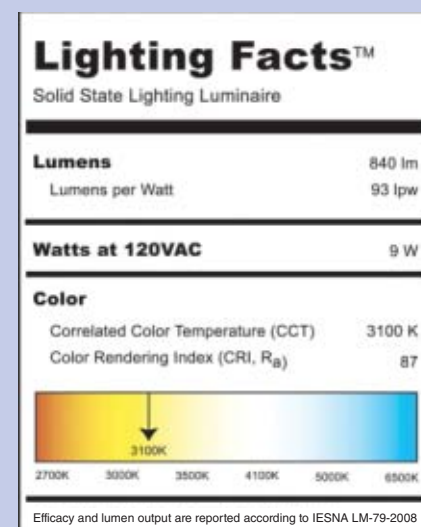 Lighting Facts™
Solid State Lighting Luminaire
Lumens 840 lm
Lumens per Watt 93 lpw
Watts at 120VAC 9 W
Color
Correlated Color Temperature (CCT) 3100 K
Color Rendering Index (CRI, Ra) 87
3100K
2700K 3000K 3500K 4100K 5000K 6500K
Efficacy and lumen output are reported according to IESNA LM-79-2008